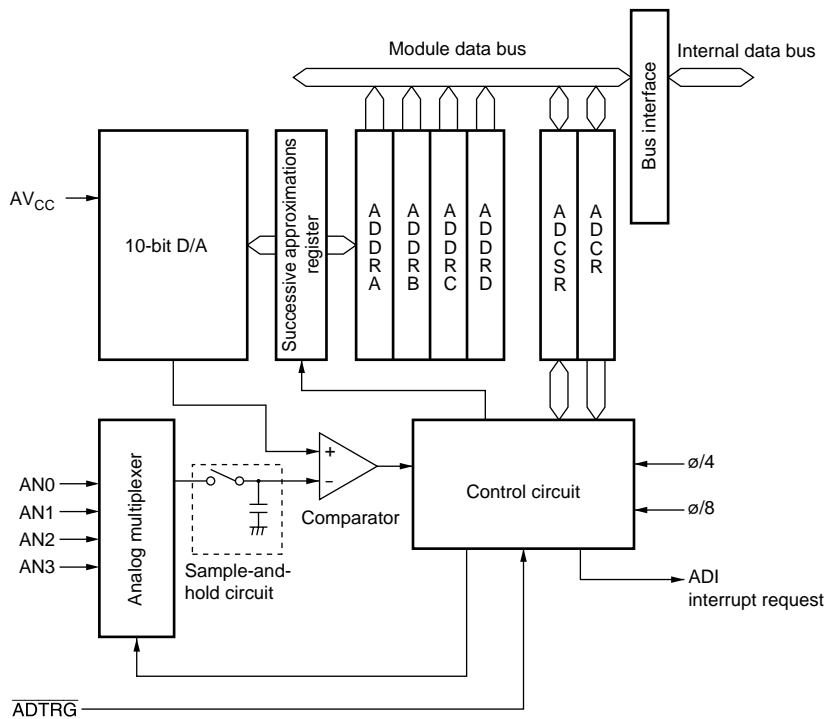 Module data bus
Internal data bus
Bus interface
AVCC
10-bit D/A
Successive approximations
register
ADDRA
ADDRB
ADDRC
ADDRD
ADCSR
ADCR
+
−
Comparator
Control circuit
ø/4
ø/8
AN0
AN1
AN2
AN3
Analog multiplexer
Sample-and-
hold circuit
ADI
interrupt request
ADTRG